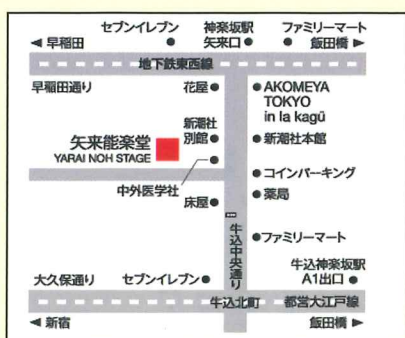 セブンイレブン
神楽坂駅
矢来口
ファミリーマート
早稲田
飯田橋
地下鉄東西線
早稲田通り
花屋
AKOMEYA
TOKYO
in la kagū
新潮社
別館
新潮社本館
矢来能楽堂
YARAI NOH STAGE
中外医学社
コインパーキング
薬局
床屋
牛込中央通り
ファミリーマート
牛込神楽坂駅
A1出口
大久保通り
セブンイレブン
牛込北町
都営大江戸線
新宿
飯田橋